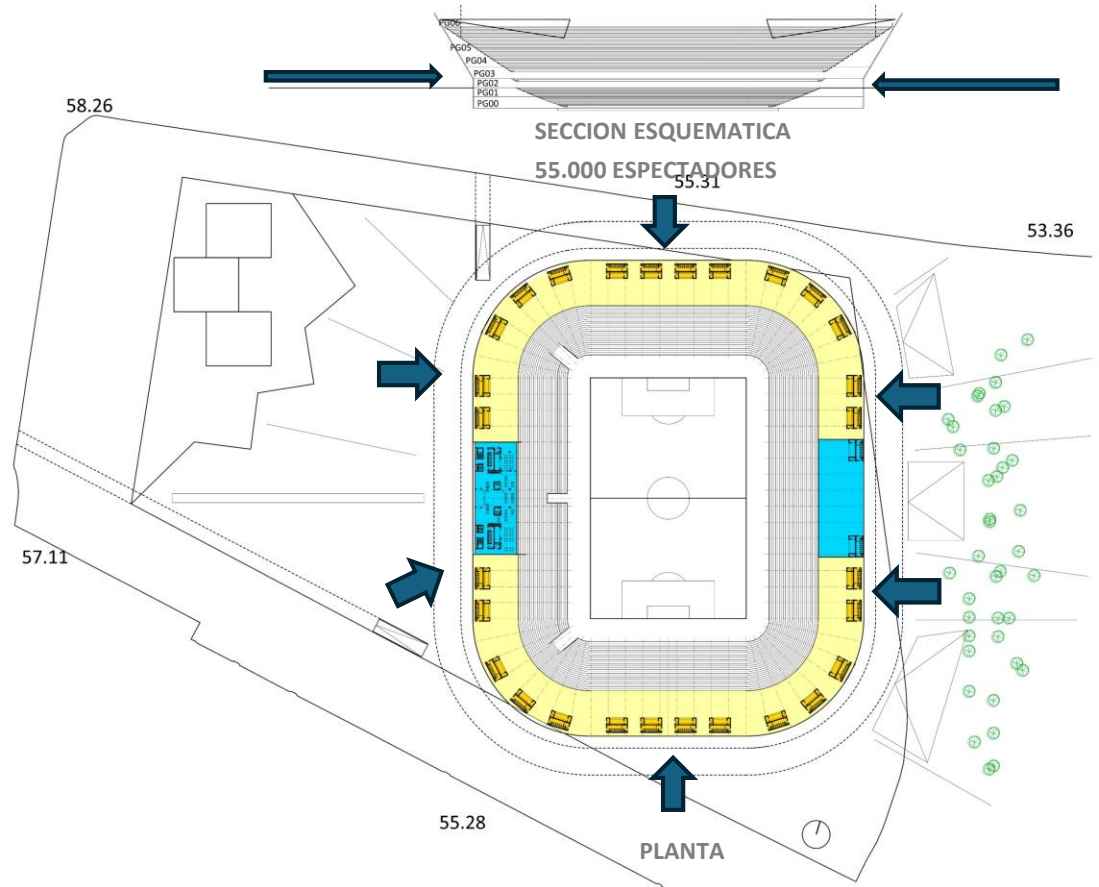 PG06
PG05
PG04
PG03
PG02
PG01
PG00
58.26
SECCION ESQUEMATICA
55.000 ESPECTADORES
55.31
53.36
57.11
55.28
PLANTA